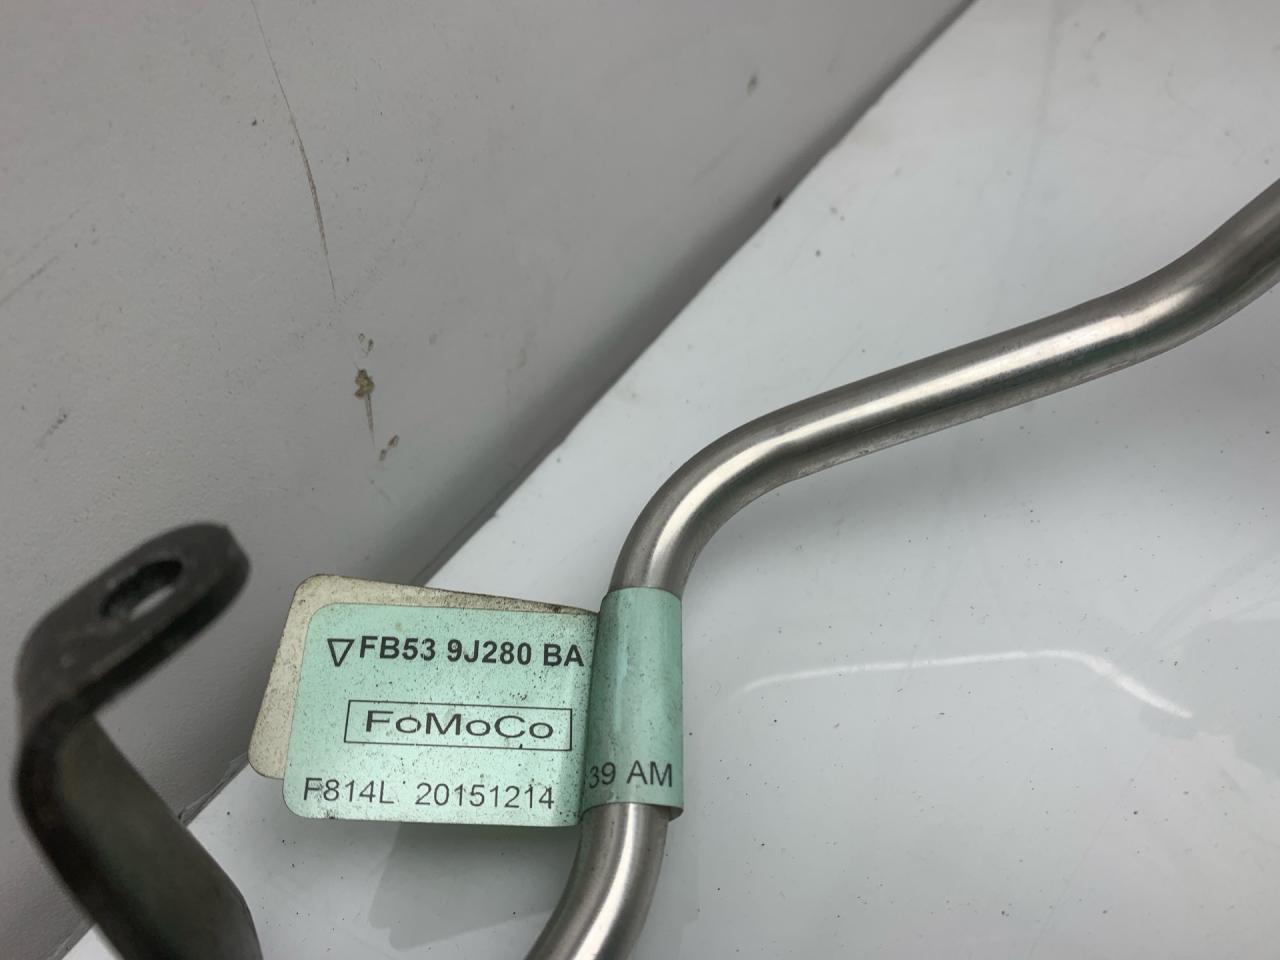 FB53 9J280 BA
FoMoCo
F814L 20151214 39 AM